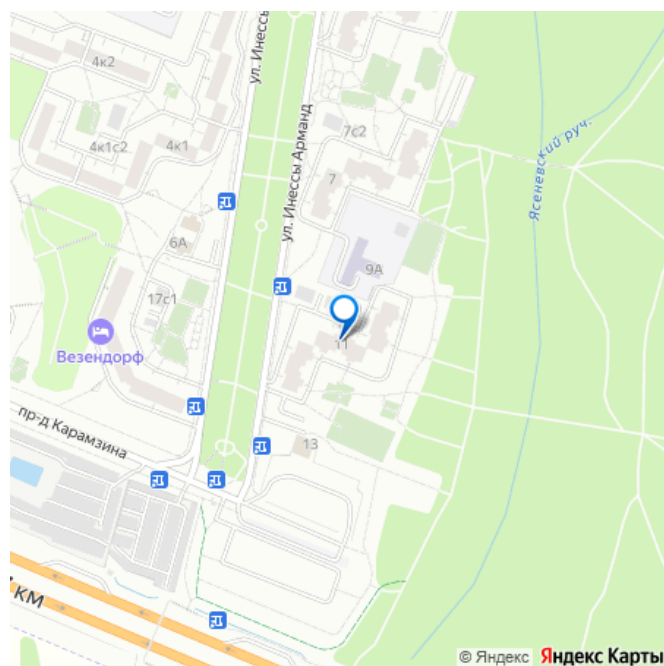 4к2
ул. Инессы
4к1с2
4к1
ул. Инессы Арманд
7с2
7
Ясеневский руч.
6А
9А
17с1
Везендорф
11
пр-д Карамзина
13
км
© Яндекс Яндекс Карты